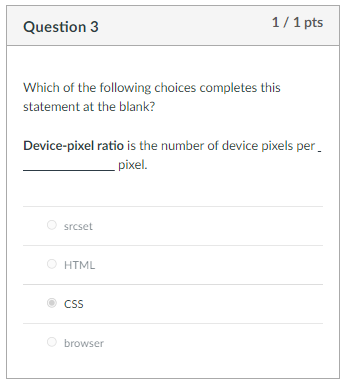 Question 3
1 / 1 pts
Which of the following choices completes this
statement at the blank?
Device-pixel ratio is the number of device pixels per _
______________ pixel.
srcset
HTML
CSS
browser